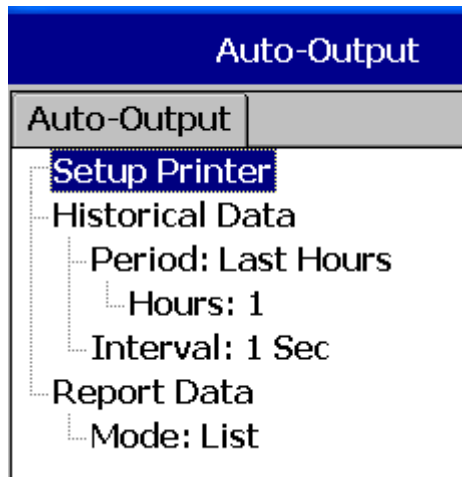 Auto-Output
Auto-Output
Setup Printer
Historical Data
Period: Last Hours
Hours: 1
Interval: 1 Sec
Report Data
Mode: List